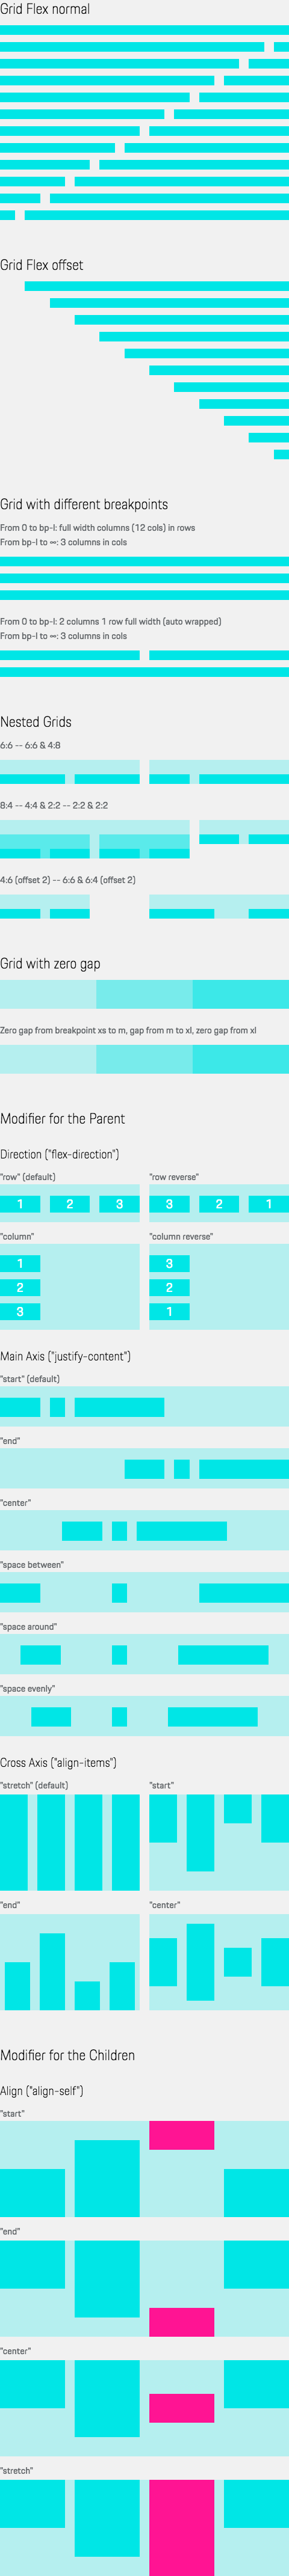 Grid Flex normal
Grid Flex offset
Grid with different breakpoints
From 0 to bp-l: full width columns (12 cols) in rows
From bp-l to ∞: 3 columns in cols
From 0 to bp-l: 2 columns 1 row full width (auto wrapped)
From bp-l to ∞: 3 columns in cols
Nested Grids
6:6 -- 6:6 & 4:8
8:4 -- 4:4 & 2:2 -- 2:2 & 2:2
4:6 (offset 2) -- 6:6 & 6:4 (offset 2)
Grid with zero gap
Zero gap from breakpoint xs to m, gap from m to xl, zero gap from xl
Modifier for the Parent
Direction ("flex-direction")
"row" (default) "row reverse"
1 2 3 3 2 1
"column" "column reverse"
1 3
2 2
3 1
Main Axis ("justify-content")
"start" (default)
"end"
"center"
"space between"
"space around"
"space evenly"
Cross Axis ("align-items")
"stretch" (default) "start"
"end" "center"
Modifier for the Children
Align ("align-self")
"start"
"end"
"center"
"stretch"